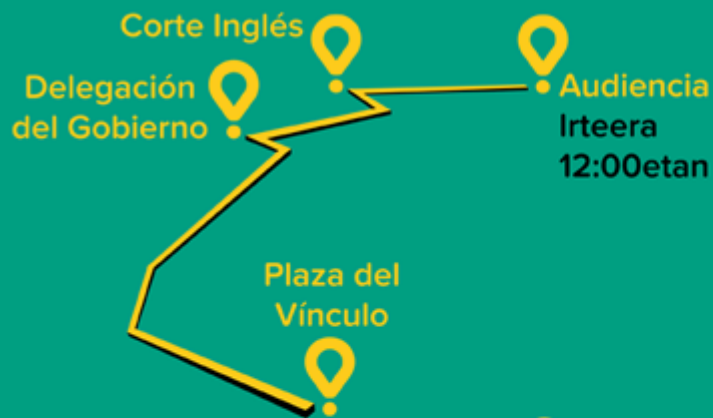 Corte Inglés
Delegación
del Gobierno
Audiencia
Irteera
12:00etan
Plaza del
Vínculo